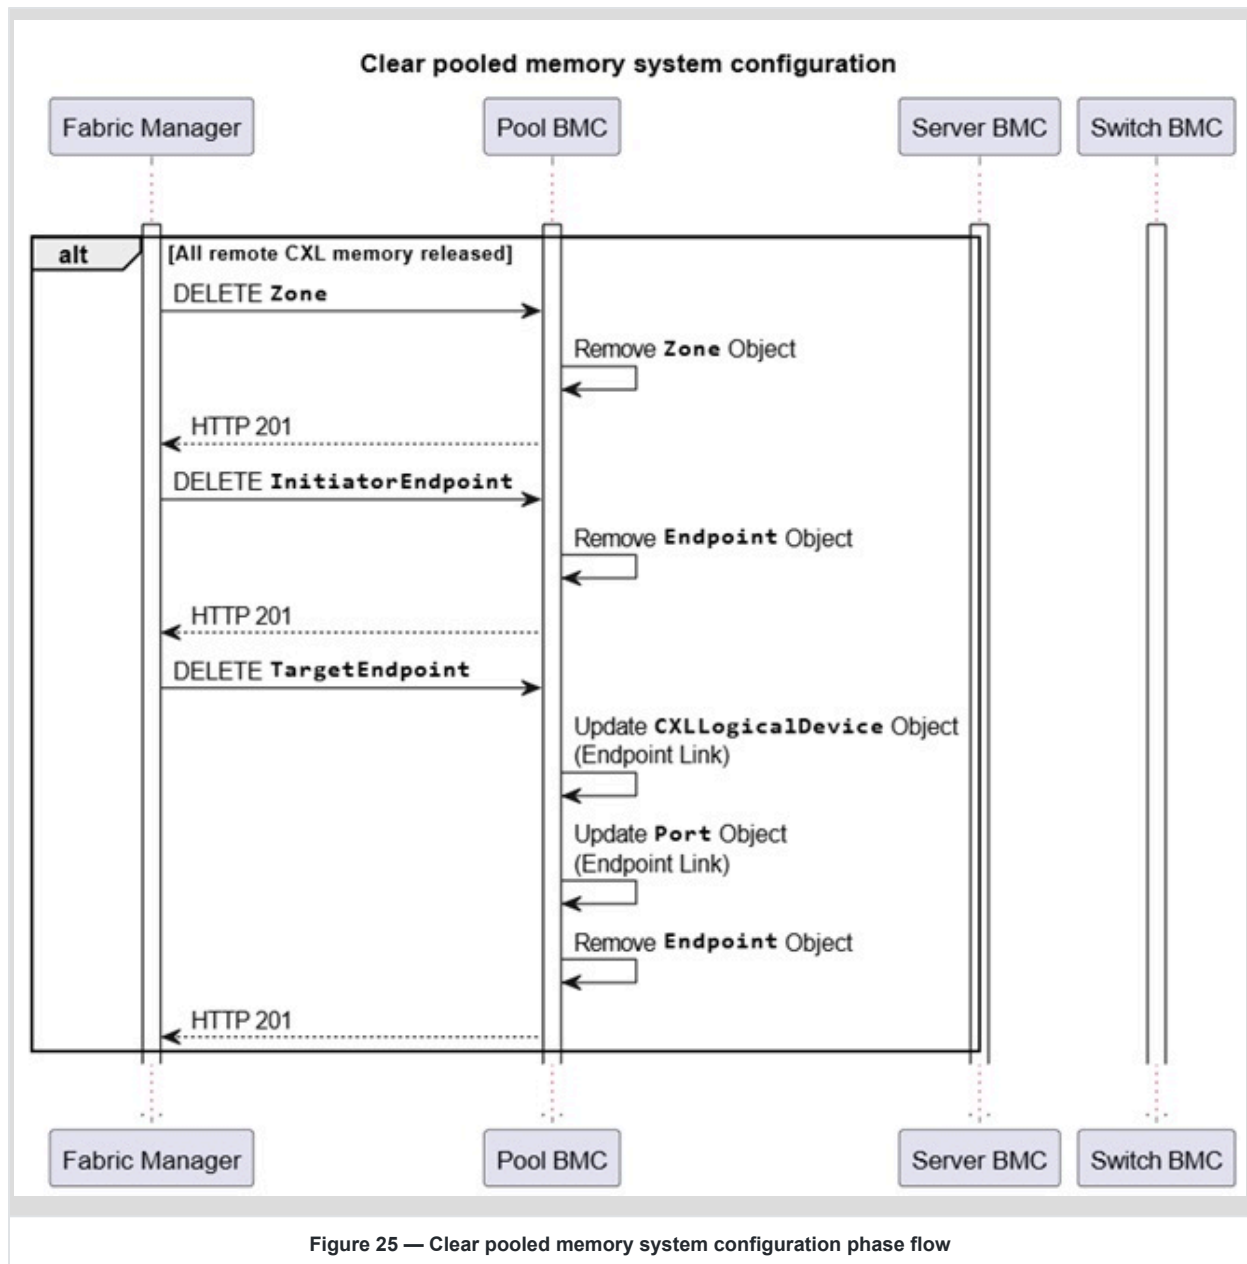 Clear pooled memory system configuration
Fabric Manager
Pool BMC
Server BMC
Switch BMC
alt
[All remote CXL memory released]
DELETE Zone
Remove Zone Object
HTTP 201
DELETE InitiatorEndpoint
Remove Endpoint Object
HTTP 201
DELETE TargetEndpoint
Update CXLLogicalDevice Object
(Endpoint Link)
Update Port Object
(Endpoint Link)
Remove Endpoint Object
HTTP 201
Fabric Manager
Pool BMC
Server BMC
Switch BMC
Figure 25 — Clear pooled memory system configuration phase flow